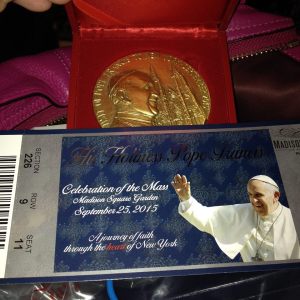 His Holiness Pope Francis
MADISON
Celebration of the Mass
Madison Square Garden
September 25, 2015
A journey of faith
through the heart of New York
SECTION
226
ROW
9
SEAT
11